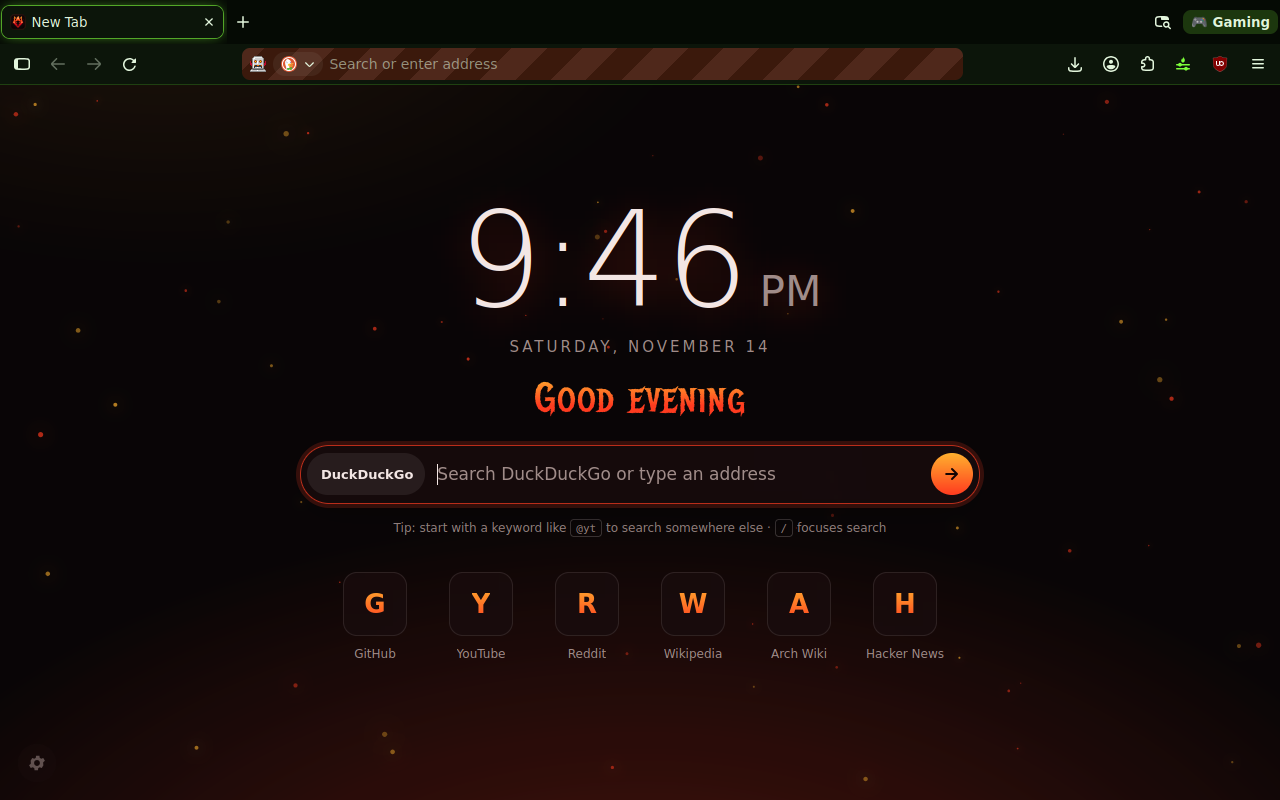 New Tab
Gaming
Search or enter address
9:46 PM
SATURDAY, NOVEMBER 14
Good evening
DuckDuckGo Search DuckDuckGo or type an address
Tip: start with a keyword like @yt to search somewhere else · / focuses search
G Y R W A H
GitHub YouTube Reddit Wikipedia Arch Wiki Hacker News